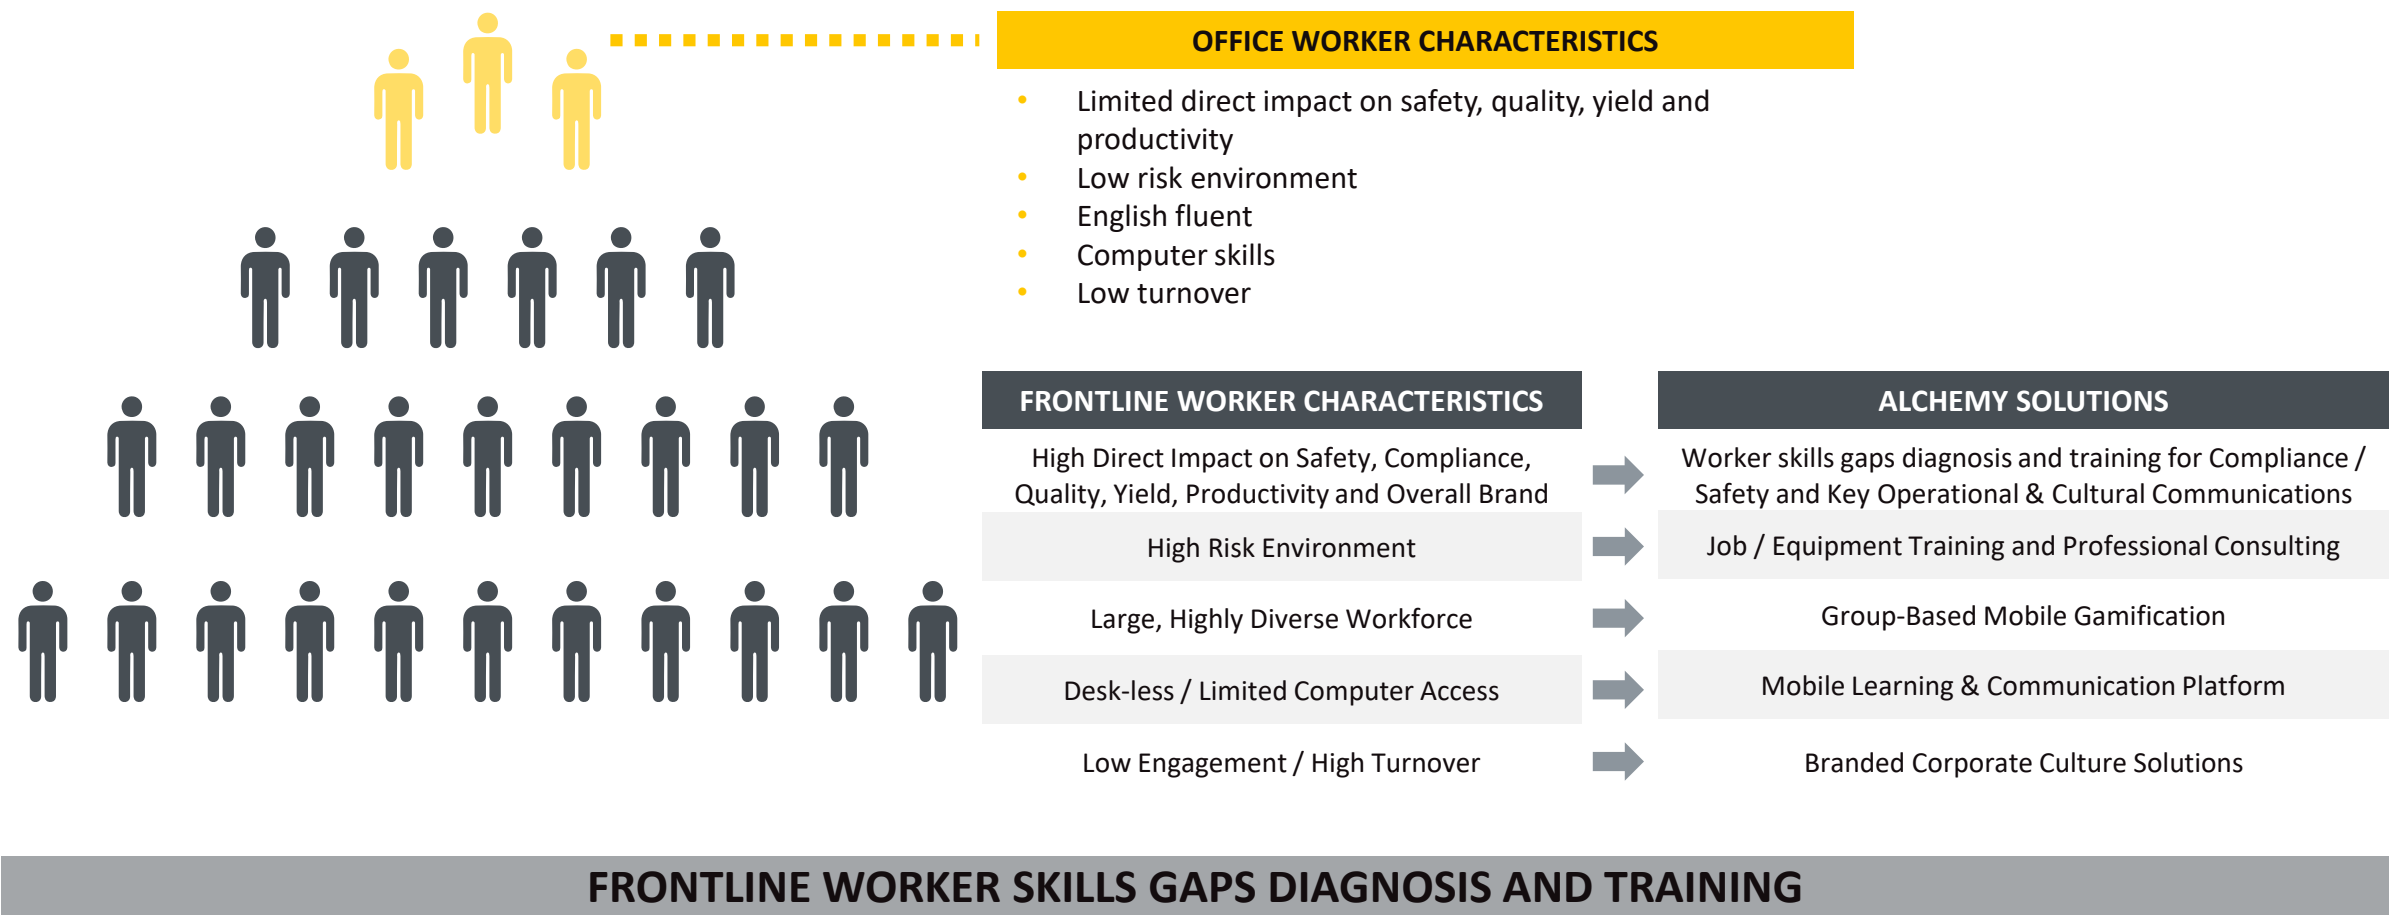 OFFICE WORKER CHARACTERISTICS
• Limited direct impact on safety, quality, yield and
productivity
• Low risk environment
• English fluent
• Computer skills
• Low turnover
FRONTLINE WORKER CHARACTERISTICS
ALCHEMY SOLUTIONS
High Direct Impact on Safety, Compliance,
Quality, Yield, Productivity and Overall Brand
Worker skills gaps diagnosis and training for Compliance /
Safety and Key Operational & Cultural Communications
High Risk Environment
Job / Equipment Training and Professional Consulting
Large, Highly Diverse Workforce
Group-Based Mobile Gamification
Desk-less / Limited Computer Access
Mobile Learning & Communication Platform
Low Engagement / High Turnover
Branded Corporate Culture Solutions
FRONTLINE WORKER SKILLS GAPS DIAGNOSIS AND TRAINING